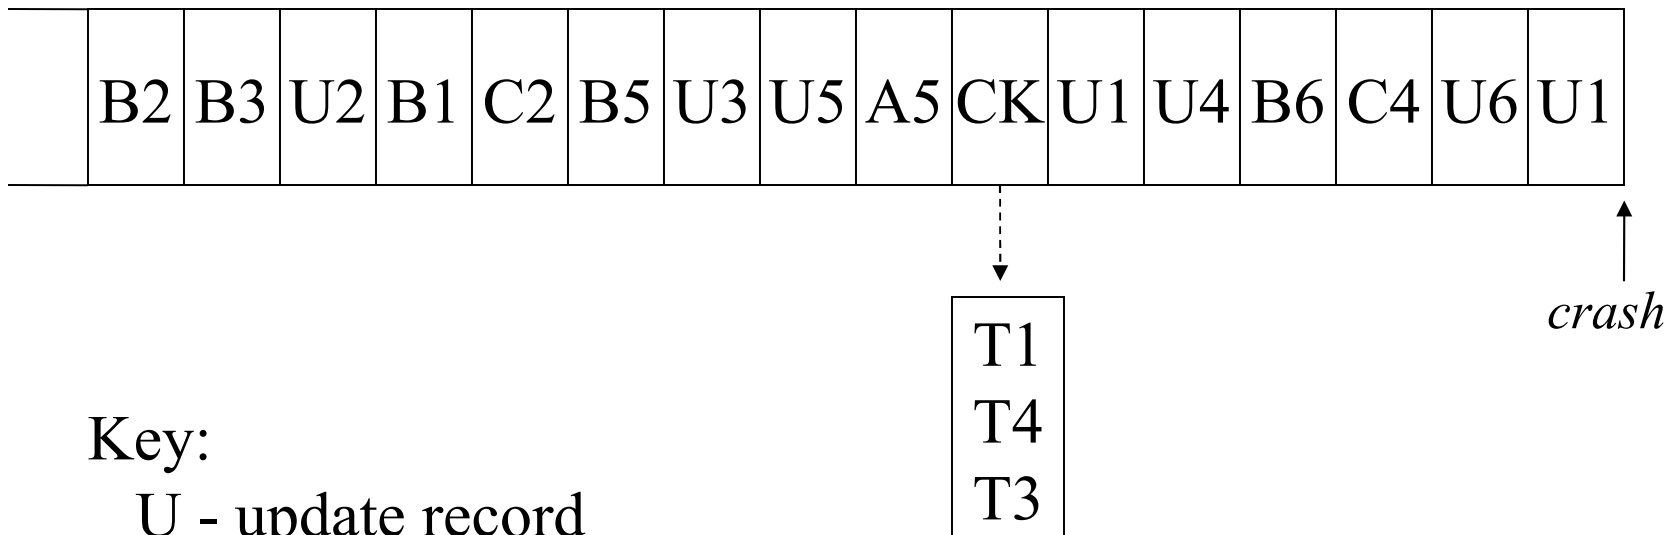 B2 B3 U2 B1 C2 B5 U3 U5 A5 CK U1 U4 B6 C4 U6 U1
crash
T1
T4
Key:
T3
U - update record